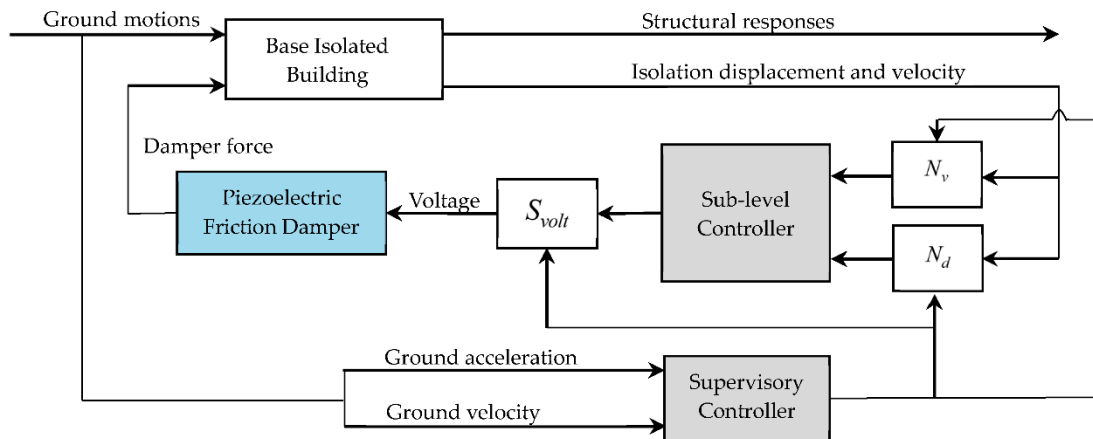 Ground motions
Structural responses
Base Isolated
Building
Isolation displacement and velocity
Damper force
N_v
Piezoelectric
Friction Damper
Voltage
S_volt
Sub-level
Controller
N_d
Ground acceleration
Supervisory
Controller
Ground velocity